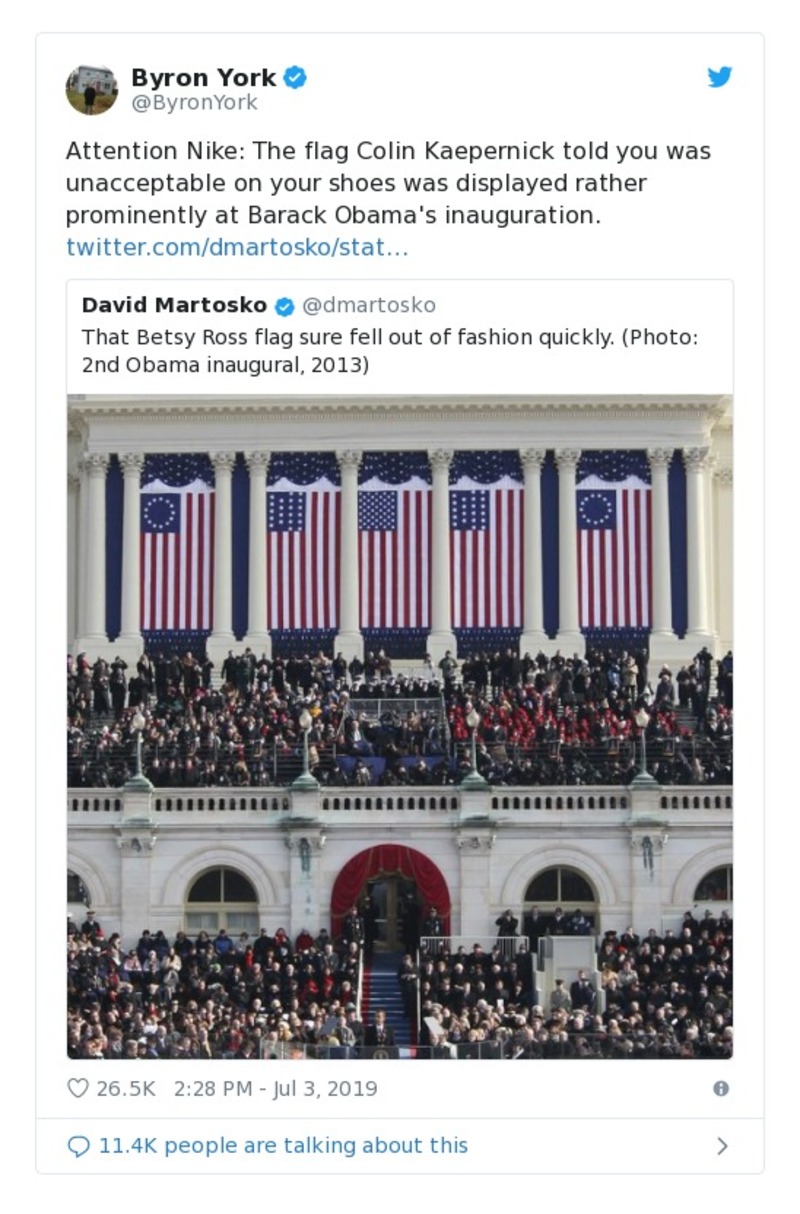 Byron York
@ByronYork
Attention Nike: The flag Colin Kaepernick told you was
unacceptable on your shoes was displayed rather
prominently at Barack Obama's inauguration.
twitter.com/dmartosko/stat…
David Martosko @dmartosko
That Betsy Ross flag sure fell out of fashion quickly. (Photo:
2nd Obama inaugural, 2013)
26.5K 2:28 PM - Jul 3, 2019
11.4K people are talking about this